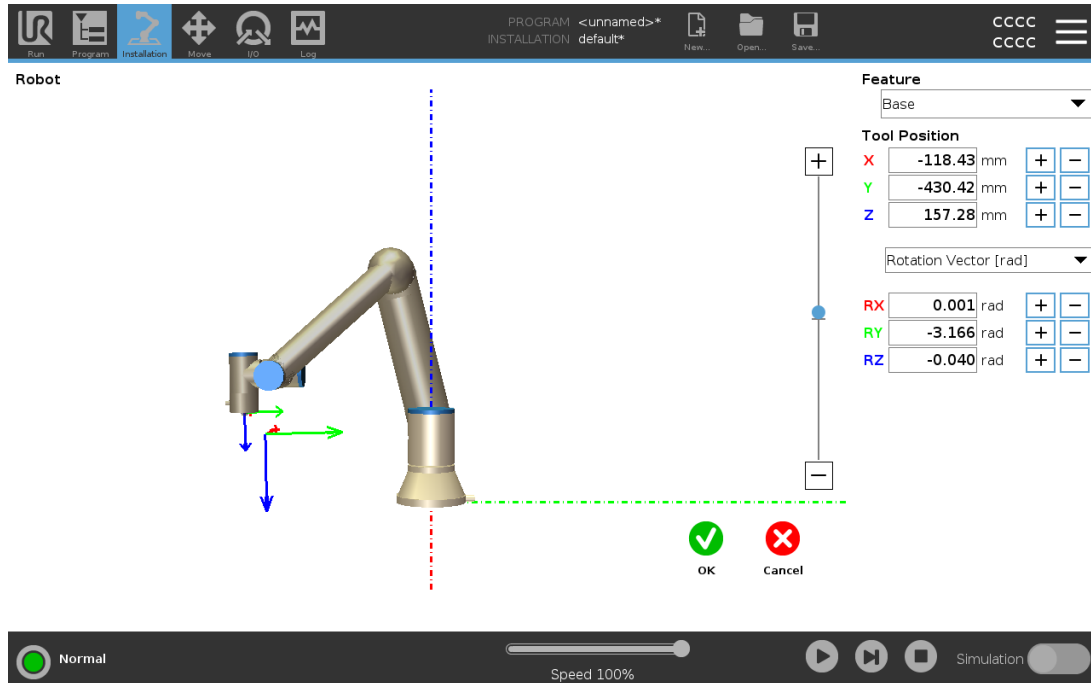 PROGRAM <unnamed>*
INSTALLATION default*
CCCC
CCCC
Run Program Installation Move I/O Log New... Open... Save...
Robot
Feature
Base
Tool Position
X -118.43 mm + −
Y -430.42 mm + −
Z 157.28 mm + −
Rotation Vector [rad]
RX 0.001 rad + −
RY -3.166 rad + −
RZ -0.040 rad + −
+
−
OK Cancel
Normal
Speed 100%
Simulation